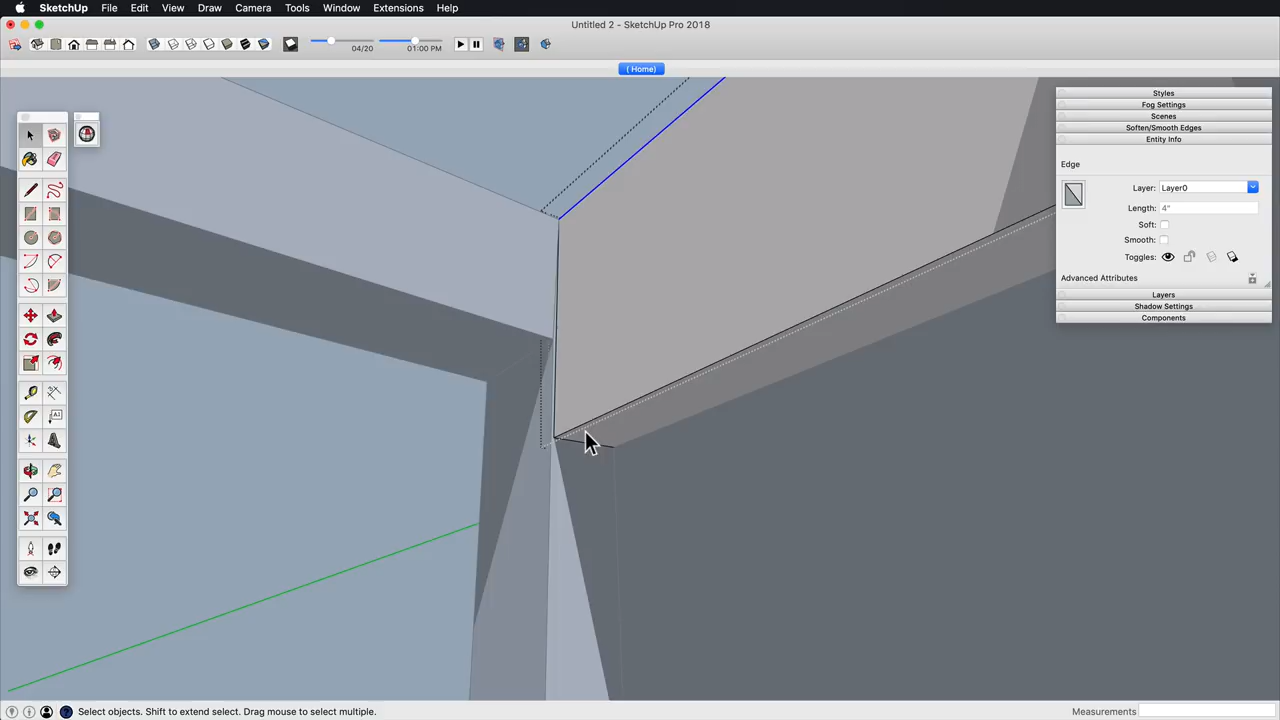 SketchUp File Edit View Draw Camera Tools Window Extensions Help
Untitled 2 - SketchUp Pro 2018
04/20 01:00 PM
( Home)
Styles
Fog Settings
Scenes
Soften/Smooth Edges
Entity Info
Edge
Layer: Layer0
Length: 4"
Soft:
Smooth:
Toggles:
Advanced Attributes
Layers
Shadow Settings
Components
Select objects. Shift to extend select. Drag mouse to select multiple.
Measurements